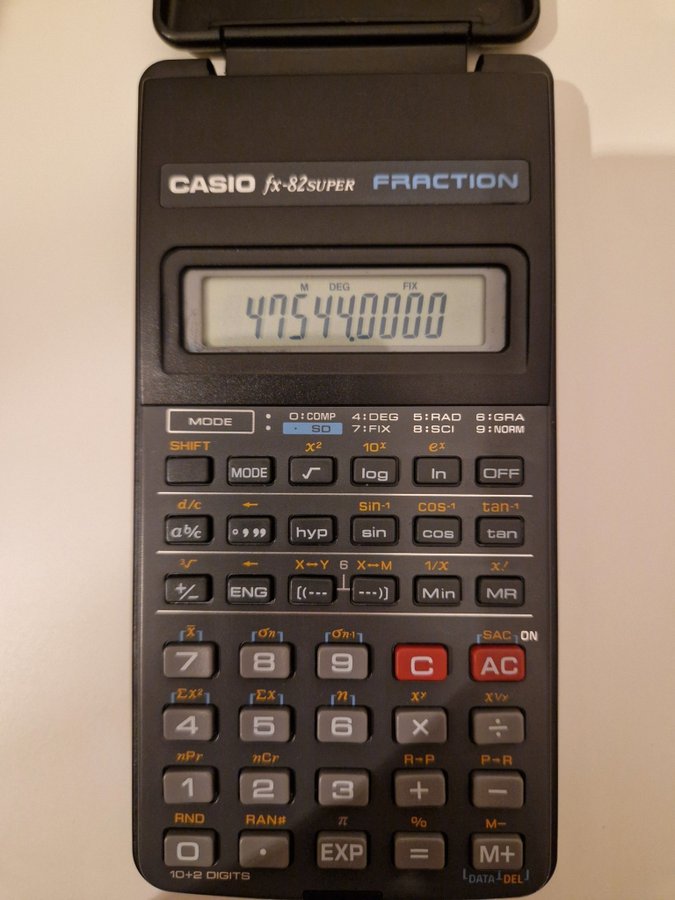 CASIO fx-82SUPER FRACTION
M DEG FIX
47544.0000
MODE : 0:COMP 4:DEG 5:RAD 6:GRA
· SD 7:FIX 8:SCI 9:NORM
SHIFT x² 10ˣ eˣ
MODE √ log ln OFF
d/c ← sin⁻¹ cos⁻¹ tan⁻¹
a b/c ° , ,, hyp sin cos tan
³√ ← X↔Y 6 X↔M 1/x x!
+/− ENG [(--- ---)] Min MR
x̄ σn σn-1 SAC ON
7 8 9 C AC
Σx² Σx n xʸ x¹/ʸ
4 5 6 × ÷
nPr nCr R→P P→R
1 2 3 + −
RND RAN# π % M−
0 · EXP = M+
10+2 DIGITS DATA DEL